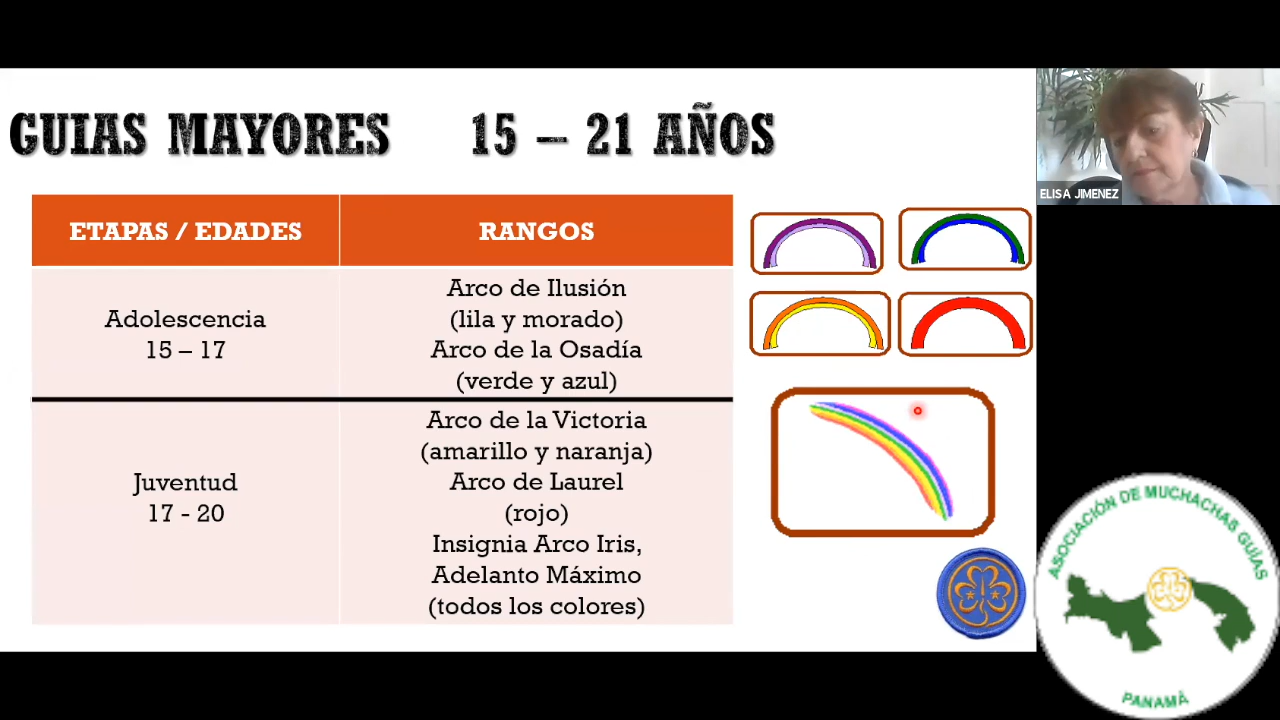 GUIAS MAYORES 15 – 21 AÑOS
ETAPAS / EDADES
RANGOS
Adolescencia
15 – 17
Arco de Ilusión
(lila y morado)
Arco de la Osadía
(verde y azul)
Juventud
17 - 20
Arco de la Victoria
(amarillo y naranja)
Arco de Laurel
(rojo)
Insignia Arco Iris,
Adelanto Máximo
(todos los colores)
ELISA JIMENEZ
ASOCIACIÓN DE MUCHACHAS GUÍAS
PANAMÁ